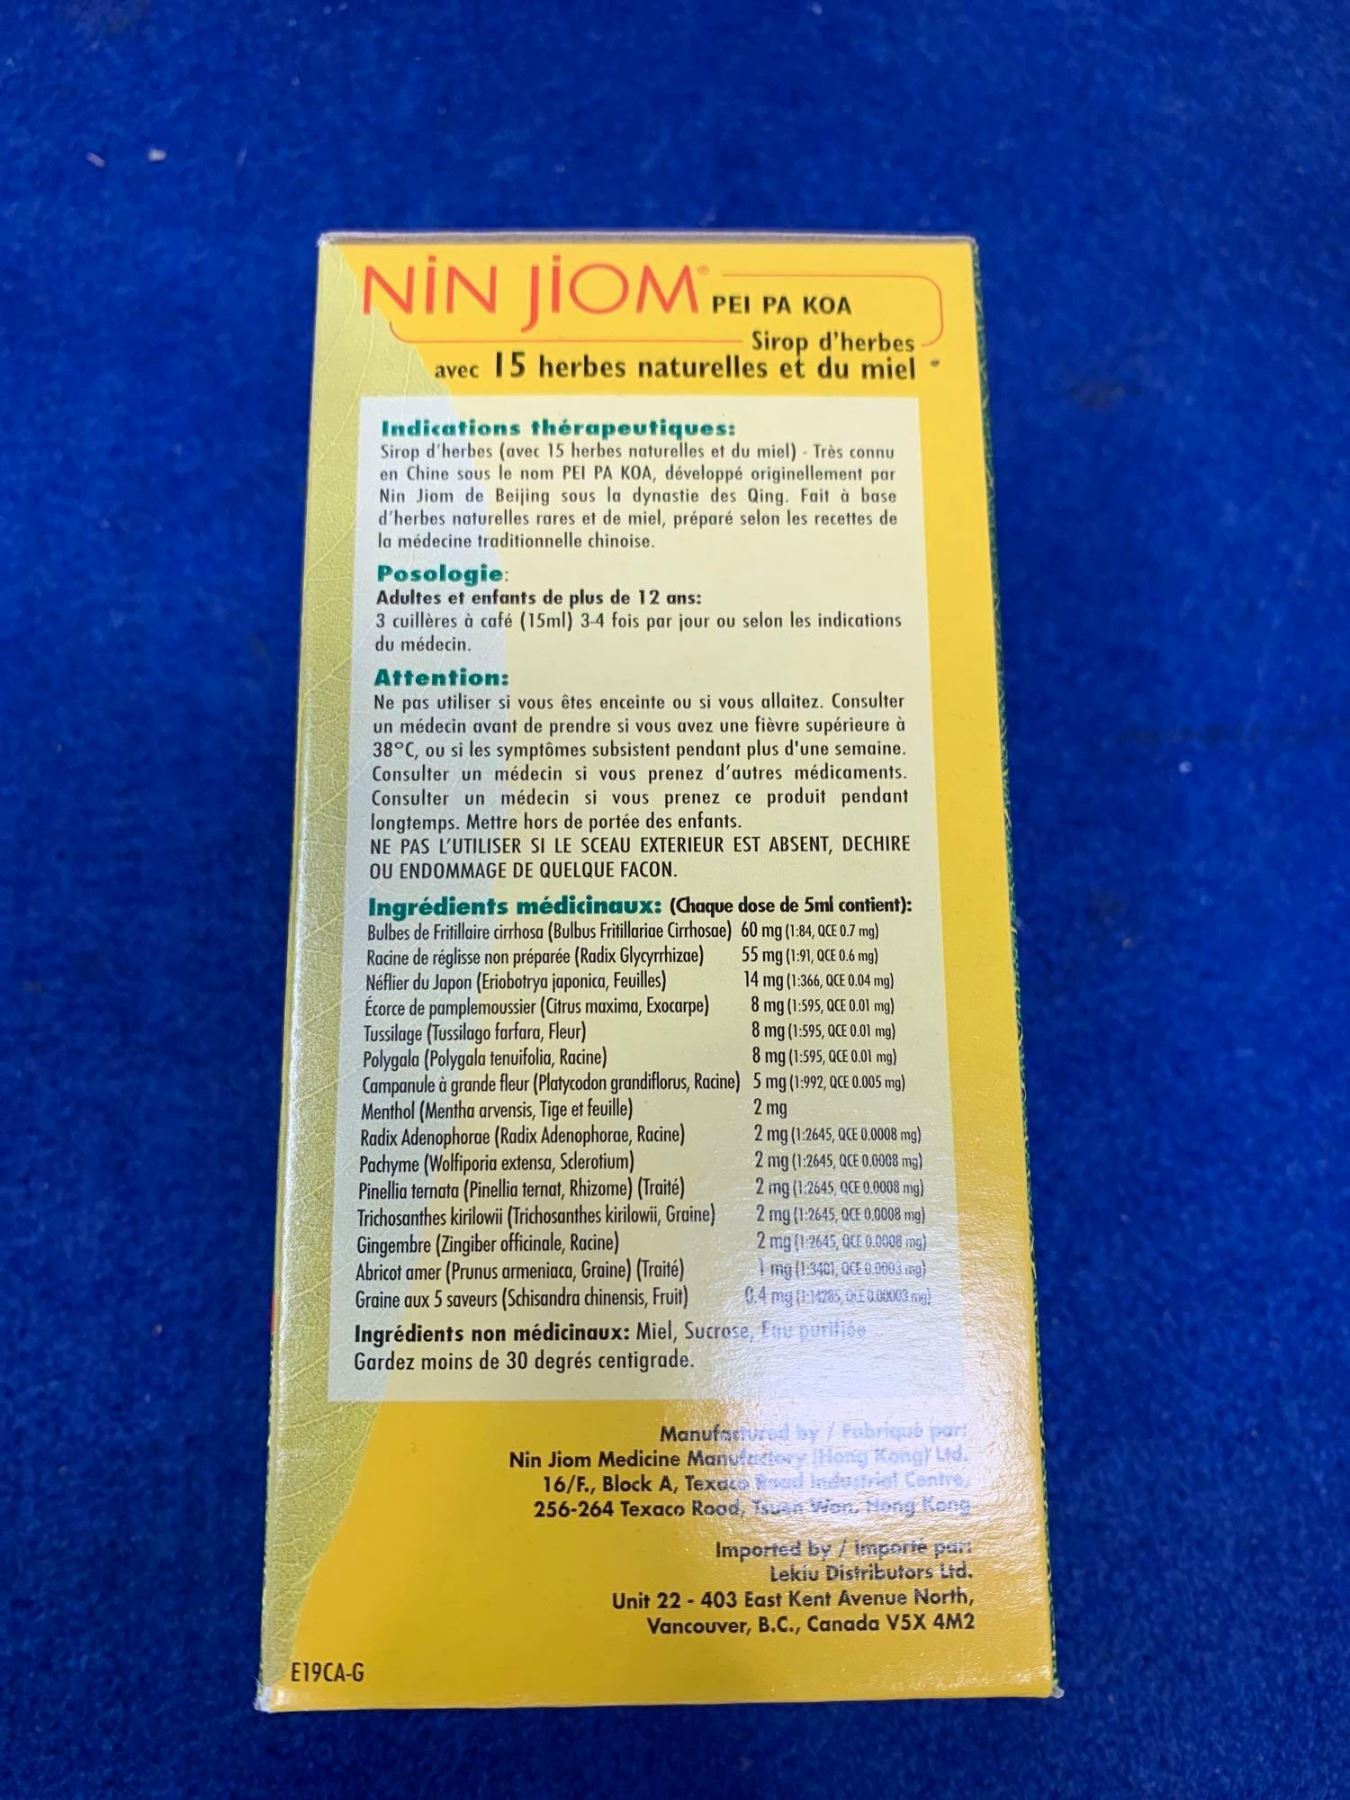 NiN JiOM® PEI PA KOA
Sirop d'herbes
avec 15 herbes naturelles et du miel
Indications thérapeutiques:
Sirop d'herbes (avec 15 herbes naturelles et du miel) - Très connu
en Chine sous le nom PEI PA KOA, développé originellement par
Nin Jiom de Beijing sous la dynastie des Qing. Fait à base
d'herbes naturelles rares et de miel, préparé selon les recettes de
la médecine traditionnelle chinoise.
Posologie:
Adultes et enfants de plus de 12 ans:
3 cuillères à café (15ml) 3-4 fois par jour ou selon les indications
du médecin.
Attention:
Ne pas utiliser si vous êtes enceinte ou si vous allaitez. Consulter
un médecin avant de prendre si vous avez une fièvre supérieure à
38°C, ou si les symptômes subsistent pendant plus d'une semaine.
Consulter un médecin si vous prenez d'autres médicaments.
Consulter un médecin si vous prenez ce produit pendant
longtemps. Mettre hors de portée des enfants.
NE PAS L'UTILISER SI LE SCEAU EXTERIEUR EST ABSENT, DECHIRE
OU ENDOMMAGE DE QUELQUE FACON.
Ingrédients médicinaux: (Chaque dose de 5ml contient):
Bulbes de Fritillaire cirrhosa (Bulbus Fritillariae Cirrhosae) 60 mg (1:84, QCE 0.7 mg)
Racine de réglisse non préparée (Radix Glycyrrhizae) 55 mg (1:91, QCE 0.6 mg)
Néflier du Japon (Eriobotrya japonica, Feuilles) 14 mg (1:366, QCE 0.04 mg)
Écorce de pamplemoussier (Citrus maxima, Exocarpe) 8 mg (1:595, QCE 0.01 mg)
Tussilage (Tussilago farfara, Fleur) 8 mg (1:595, QCE 0.01 mg)
Polygala (Polygala tenuifolia, Racine) 8 mg (1:595, QCE 0.01 mg)
Campanule à grande fleur (Platycodon grandiflorus, Racine) 5 mg (1:992, QCE 0.005 mg)
Menthol (Mentha arvensis, Tige et feuille) 2 mg
Radix Adenophorae (Radix Adenophorae, Racine) 2 mg (1:2645, QCE 0.0008 mg)
Pachyme (Wolfiporia extensa, Sclerotium) 2 mg (1:2645, QCE 0.0008 mg)
Pinellia ternata (Pinellia ternat, Rhizome) (Traité) 2 mg (1:2645, QCE 0.0008 mg)
Trichosanthes kirilowii (Trichosanthes kirilowii, Graine) 2 mg (1:2645, QCE 0.0008 mg)
Gingembre (Zingiber officinale, Racine) 2 mg (1:2645, QCE 0.0008 mg)
Abricot amer (Prunus armeniaca, Graine) (Traité) 1 mg (1:3401, QCE 0.0003 mg)
Graine aux 5 saveurs (Schisandra chinensis, Fruit) 0.4 mg (1:14285, QCE 0.00003 mg)
Ingrédients non médicinaux: Miel, Sucrose, Eau purifiée
Gardez moins de 30 degrés centigrade.
Manufactured by / Fabriqué par:
Nin Jiom Medicine Manufactory (Hong Kong) Ltd.
16/F., Block A, Texaco Road Industrial Centre,
256-264 Texaco Road, Tsuen Wan, Hong Kong
Imported by / importé par:
Lekiu Distributors Ltd.
Unit 22 - 403 East Kent Avenue North,
Vancouver, B.C., Canada V5X 4M2
E19CA-G